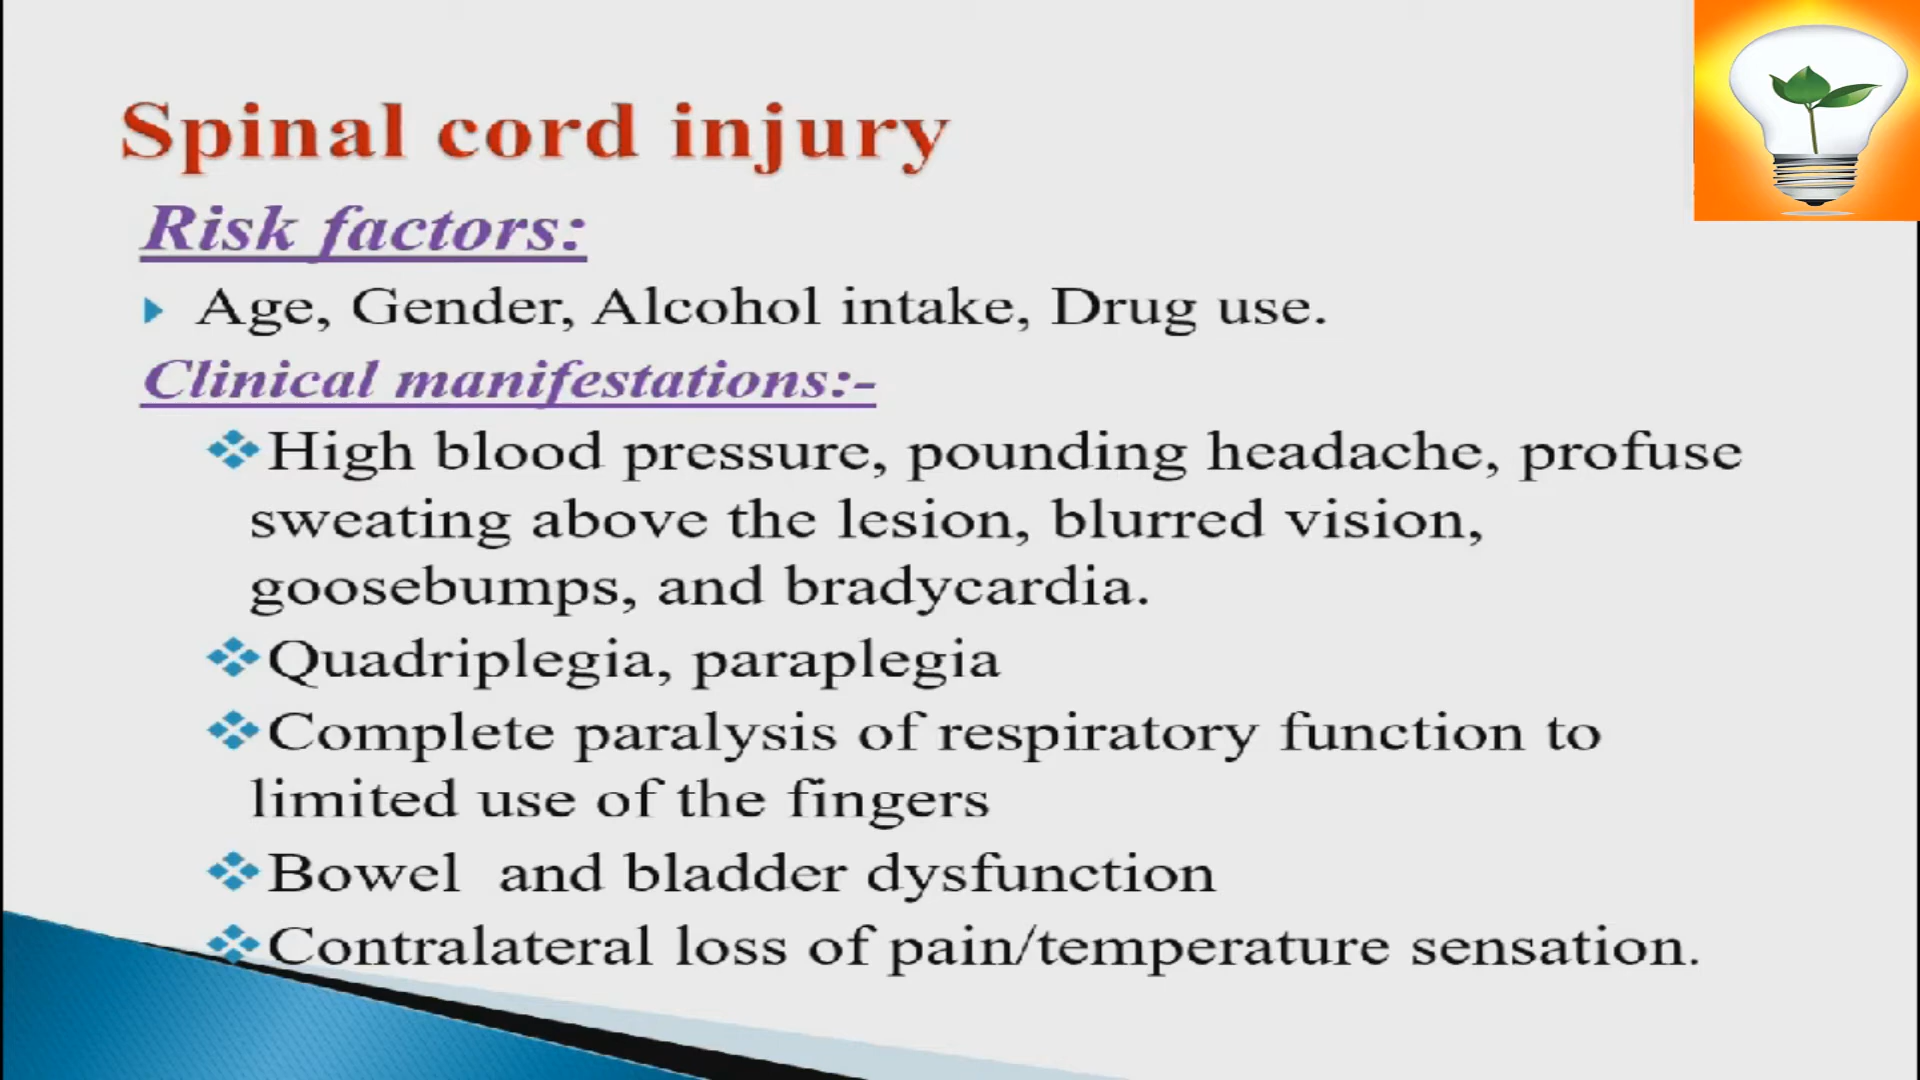 Spinal cord injury
Risk factors:
Age, Gender, Alcohol intake, Drug use.
Clinical manifestations:-
High blood pressure, pounding headache, profuse
sweating above the lesion, blurred vision,
goosebumps, and bradycardia.
Quadriplegia, paraplegia
Complete paralysis of respiratory function to
limited use of the fingers
Bowel  and bladder dysfunction
Contralateral loss of pain/temperature sensation.